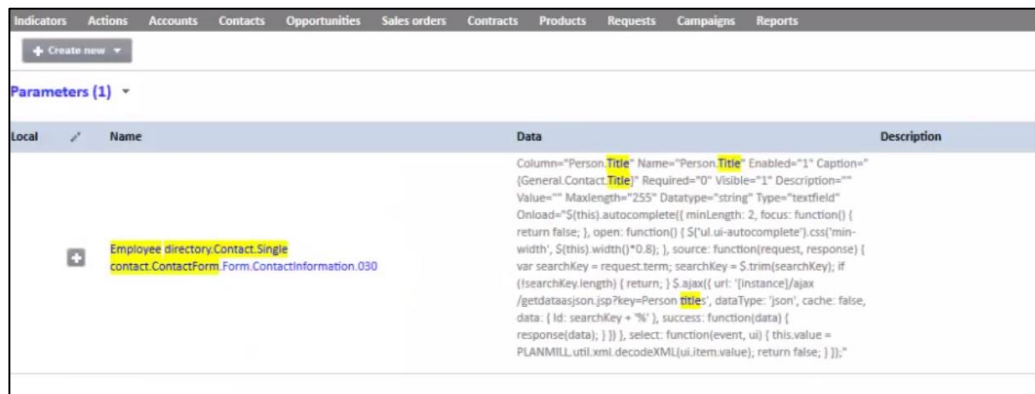 Indicators Actions Accounts Contacts Opportunities Sales orders Contracts Products Requests Campaigns Reports
Create new
Parameters (1)
Local Name Data Description
Column="Person.Title" Name="Person.Title" Enabled="1" Caption="
{General.Contact.Title}" Required="0" Visible="1" Description=""
Value="" Maxlength="255" Datatype="string" Type="textfield"
Onload="$(this).autocomplete({ minLength: 2, focus: function() {
return false; }, open: function() { $('ul.ui-autocomplete').css('min-
width', $(this).width()*0.8); }, source: function(request, response) {
var searchKey = request.term; searchKey = $.trim(searchKey); if
(!searchKey.length) { return; } $.ajax({ url: '[instance]/ajax
/getdataasjson.jsp?key=Person titles', dataType: 'json', cache: false,
data: { Id: searchKey + '%' }, success: function(data) {
response(data); } }) }, select: function(event, ui) { this.value =
PLANMILL.util.xml.decodeXML(ui.item.value); return false; } });"
Employee directory.Contact.Single
contact.ContactForm.Form.ContactInformation.030